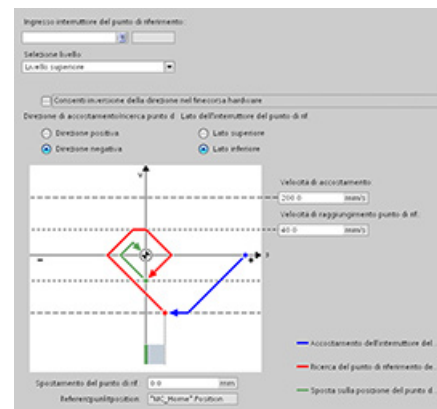 Ingresso interruttore del punto di riferimento:
Selezione livello:
Livello superiore
Consenti inversione della direzione nel finecorsa hardware
Direzione di accostamento/ricerca punto d Lato dell'interruttore del punto di rif.
Direzione positiva Lato superiore
Direzione negativa Lato inferiore
v
Velocità di accostamento:
200.0 mm/s
Velocità di raggiungimento punto di rif.:
40.0 mm/s
Accostamento dell'interruttore del..
Ricerca del punto di riferimento de..
Spostamento del punto di rif. 0.0 mm
Sposta sulla posizione del punto d..
Referenzpunktposition: "MC_Home".Position